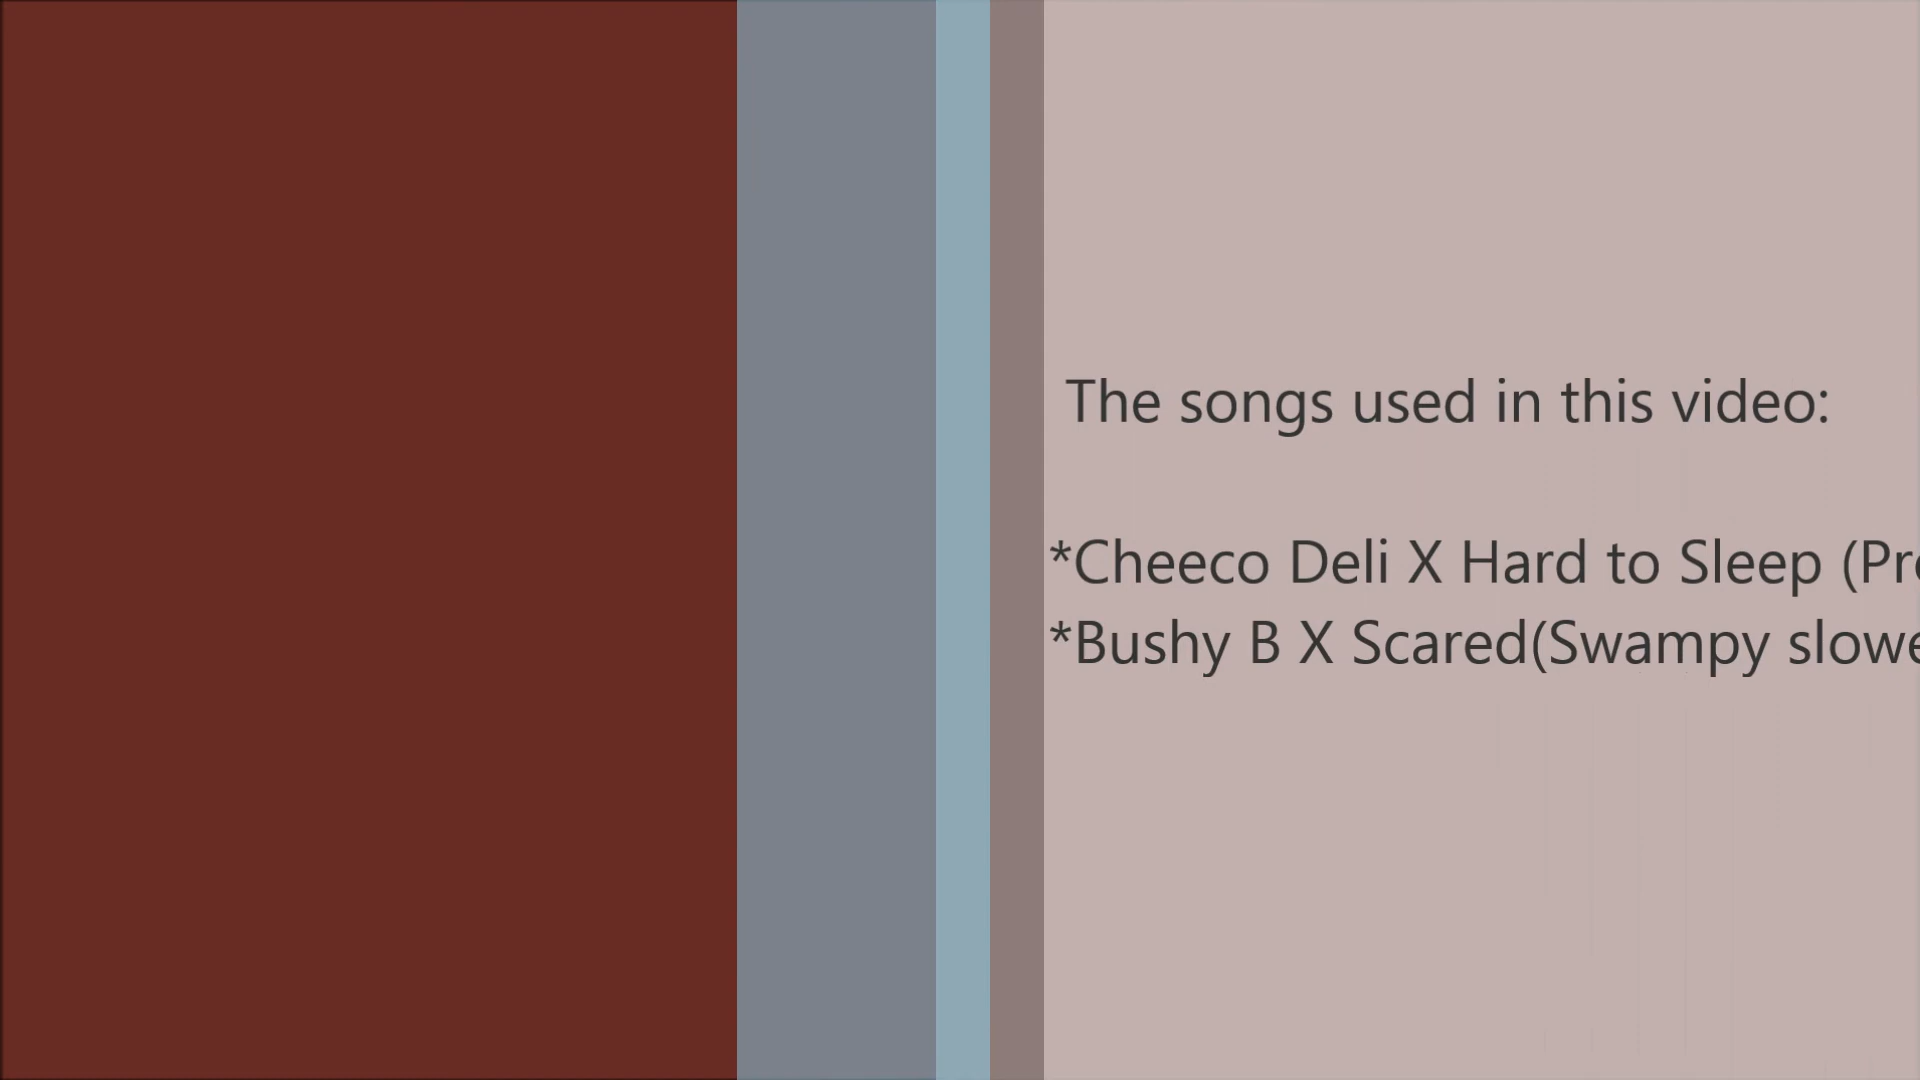 The songs used in this video:
*Cheeco Deli X Hard to Sleep (Pr
*Bushy B X Scared(Swampy slowe